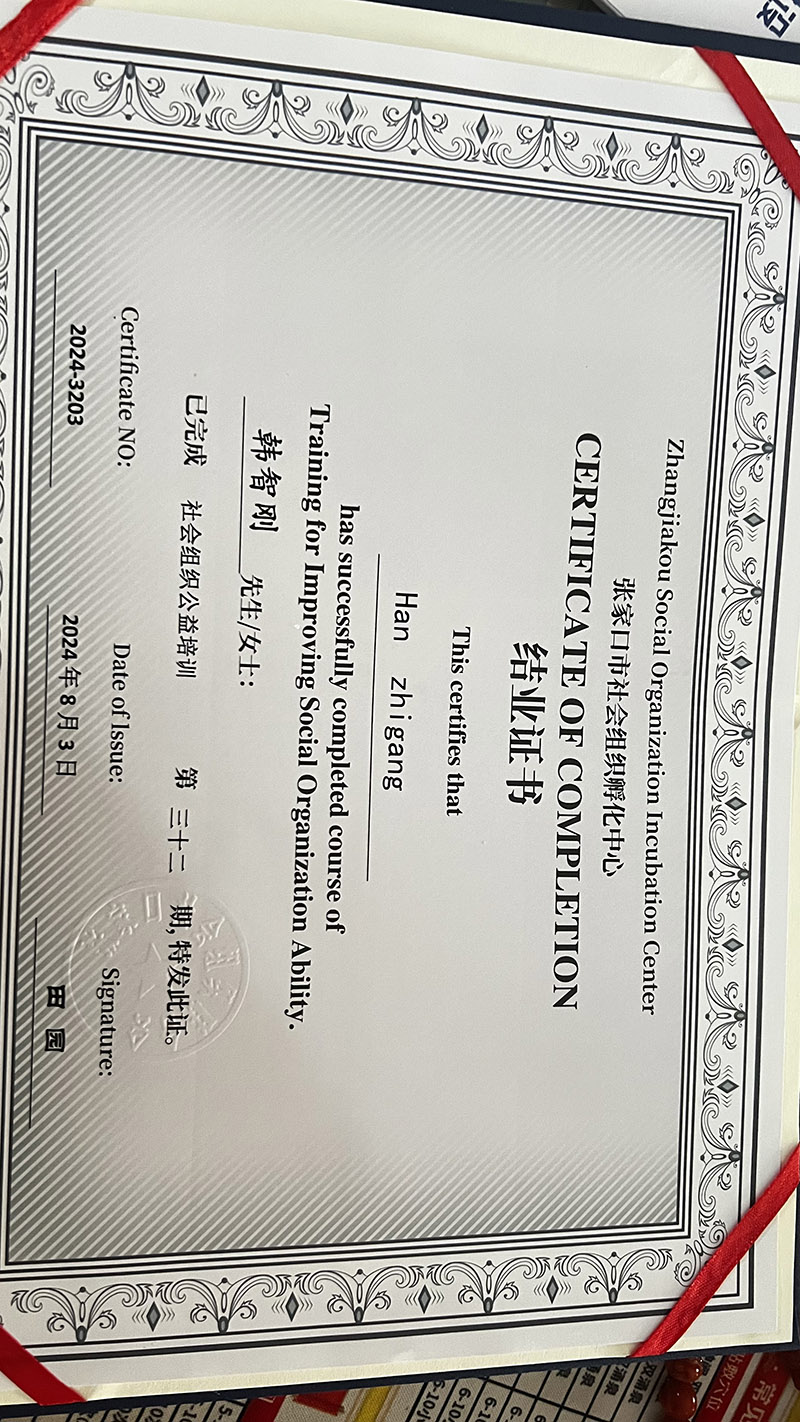 Zhangjiakou Social Organization Incubation Center
张家口市社会组织孵化中心
CERTIFICATE OF COMPLETION
结业证书
This certifies that
Han zhigang
has successfully completed course of
Training for Improving Social Organization Ability.
韩智刚 先生/女士：
已完成 社会组织公益培训 第 三十二 期，特发此证。
Certificate NO: Date of Issue: Signature:
2024-3203 2024年8月3日 田园